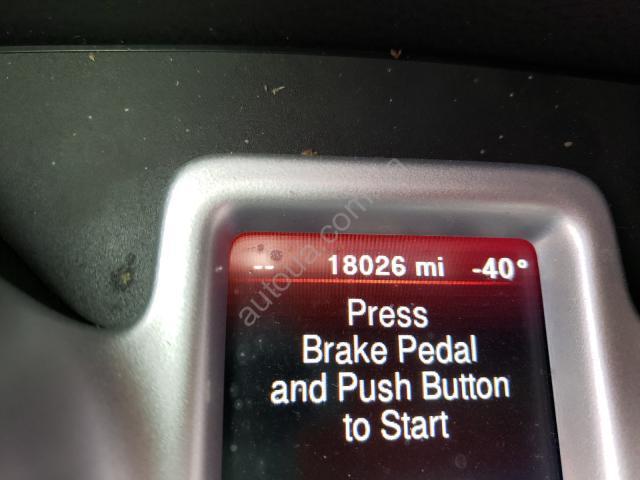 -- 18026 mi -40°
Press
Brake Pedal
and Push Button
to Start
autoua.com.ua